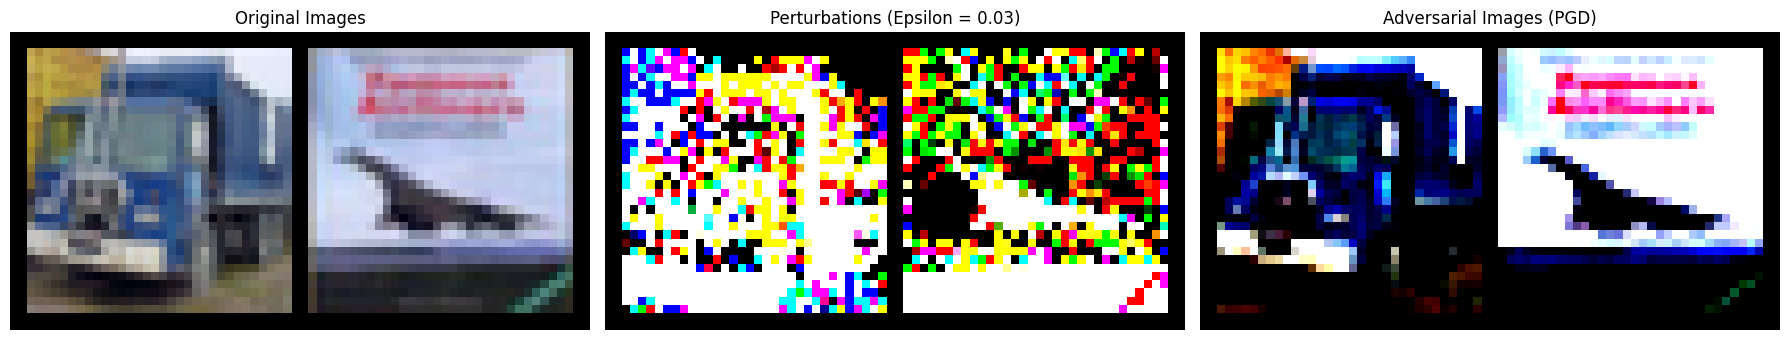 Original Images
Perturbations (Epsilon = 0.03)
Adversarial Images (PGD)